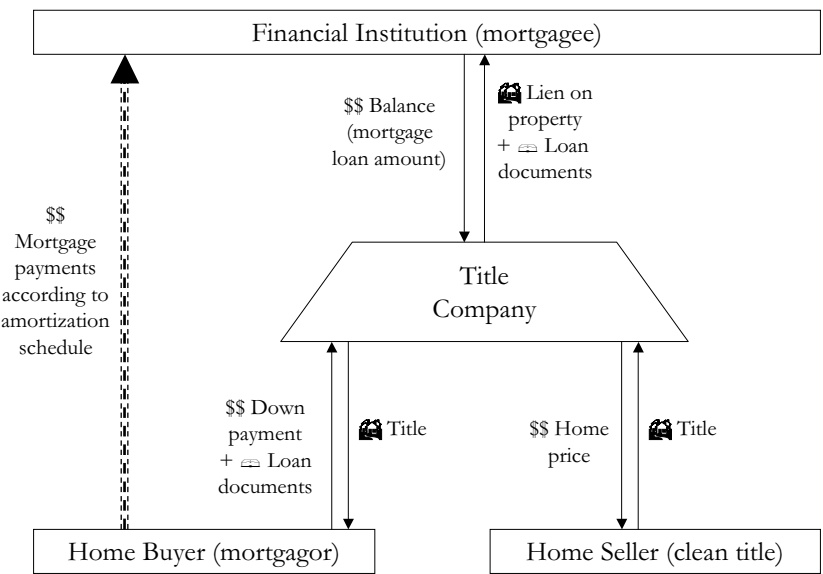 Financial Institution (mortgagee)
$$ Balance
(mortgage
loan amount)
Lien on
property
+ Loan
documents
$$
Mortgage
payments
according to
amortization
schedule
Title
Company
$$ Down
payment
+ Loan
documents
Title
$$ Home
price
Title
Home Buyer (mortgagor)
Home Seller (clean title)